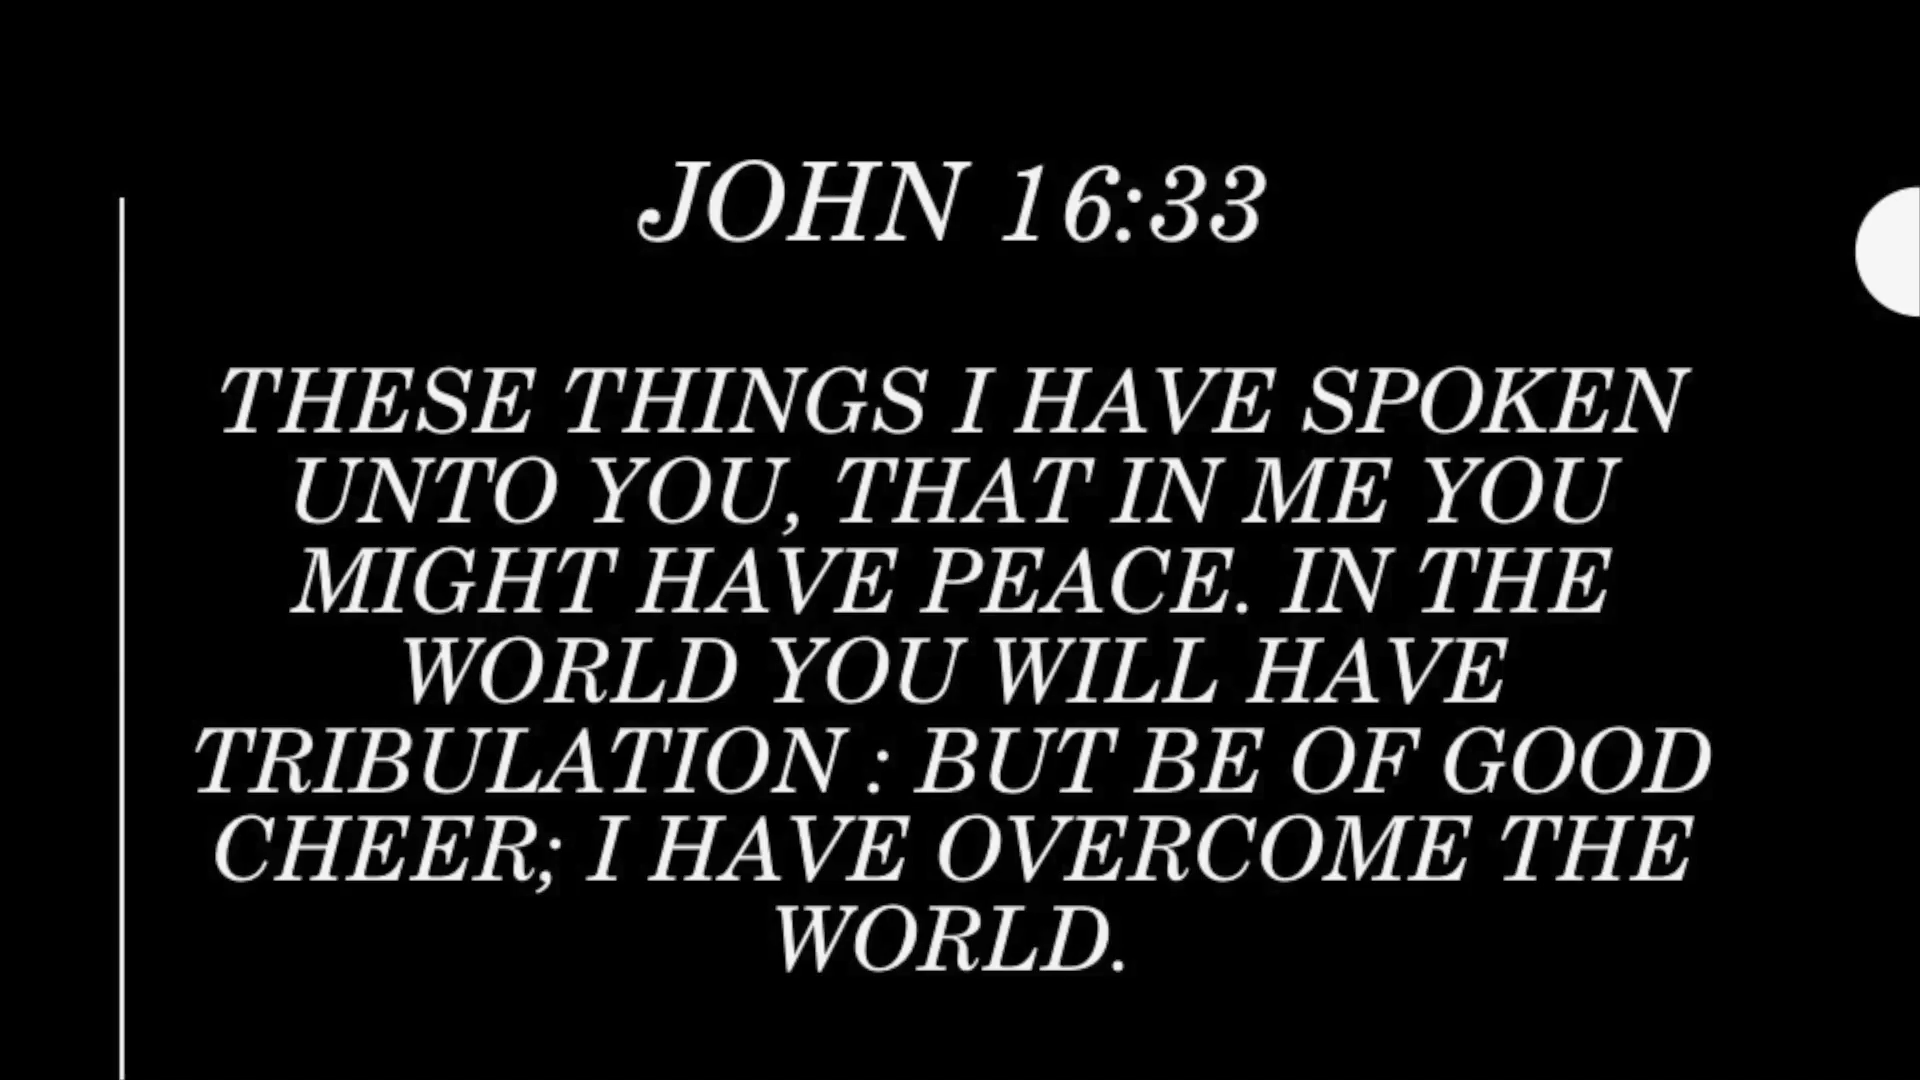 JOHN 16:33
THESE THINGS I HAVE SPOKEN
UNTO YOU, THAT IN ME YOU
MIGHT HAVE PEACE. IN THE
WORLD YOU WILL HAVE
TRIBULATION : BUT BE OF GOOD
CHEER; I HAVE OVERCOME THE
WORLD.